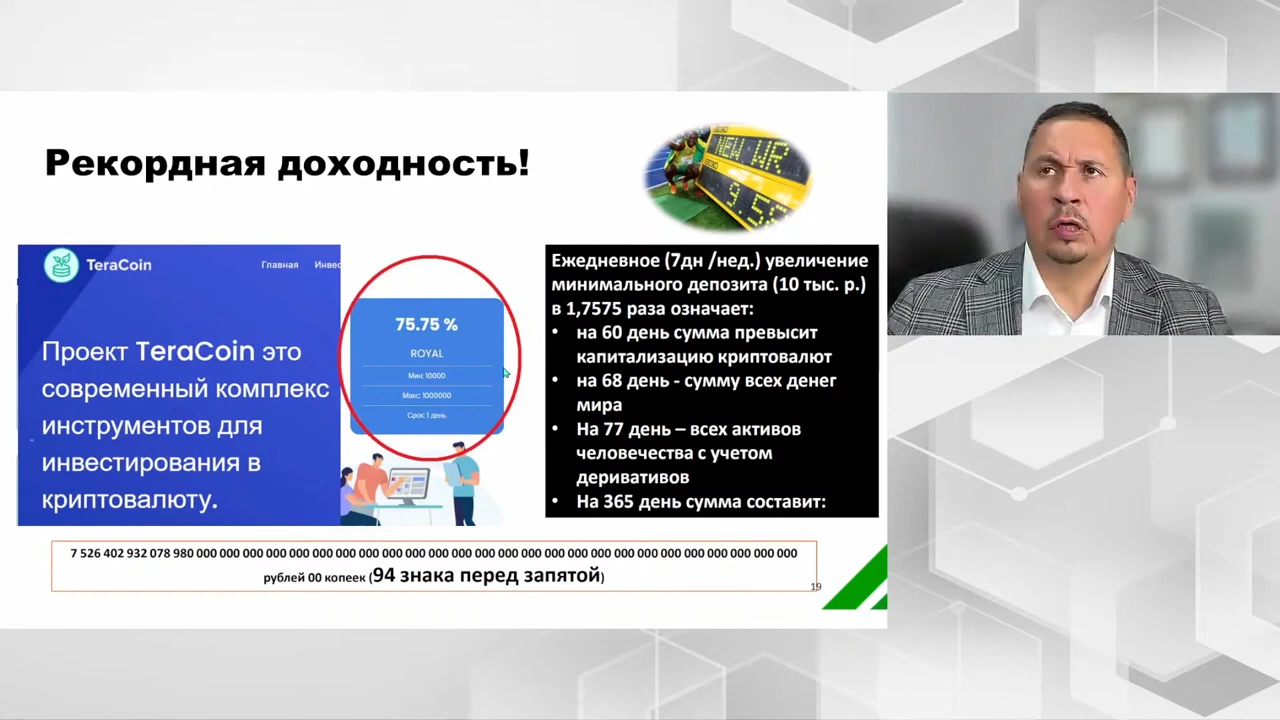 Рекордная доходность!
NEW WR
9.5
TeraCoin
Главная Инвес
Проект TeraCoin это
современный комплекс
инструментов для
инвестирования в
криптовалюту.
75.75 %
ROYAL
Мин: 10000
Макс: 1000000
Срок: 1 день
Ежедневное (7дн /нед.) увеличение
минимального депозита (10 тыс. р.)
в 1,7575 раза означает:
• на 60 день сумма превысит
капитализацию криптовалют
• на 68 день - сумму всех денег
мира
• На 77 день – всех активов
человечества с учетом
деривативов
• На 365 день сумма составит:
7 526 402 932 078 980 000 000 000 000 000 000 000 000 000 000 000 000 000 000 000 000 000 000 000 000 000 000 000 000 000
рублей 00 копеек (94 знака перед запятой)
19